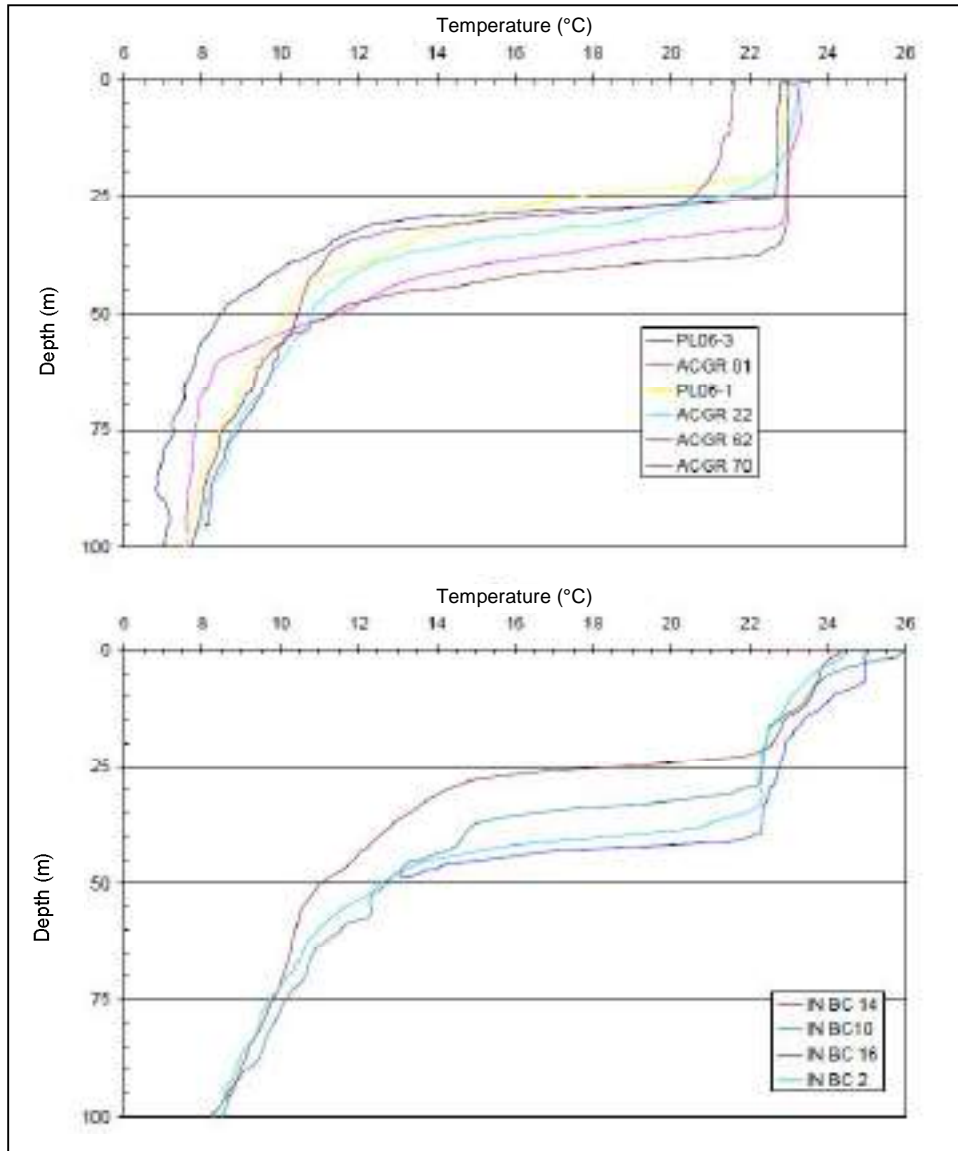 Temperature (°C)
6 8 10 12 14 16 18 20 22 24 26
0
25
50
75
100
Depth (m)
PL06-3
ACGR 01
PL06-1
ACGR 22
ACGR 62
ACGR 70
Temperature (°C)
6 8 10 12 14 16 18 20 22 24 26
0
25
50
75
100
Depth (m)
IN BC 14
IN BC10
IN BC 16
IN BC 2